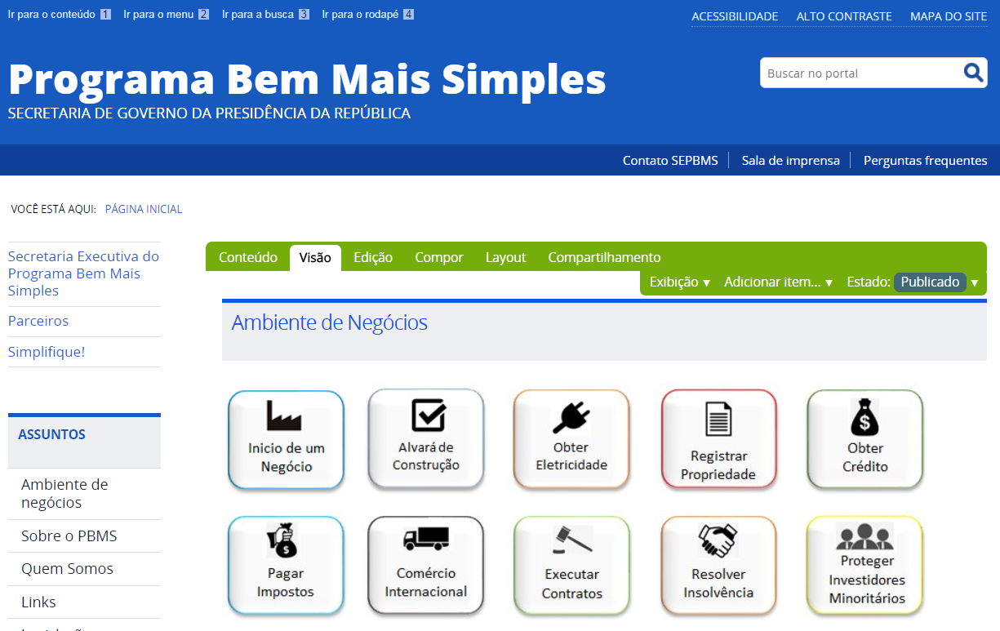 Ir para o conteúdo 1 Ir para o menu 2 Ir para a busca 3 Ir para o rodapé 4
ACESSIBILIDADE ALTO CONTRASTE MAPA DO SITE
Programa Bem Mais Simples
SECRETARIA DE GOVERNO DA PRESIDÊNCIA DA REPÚBLICA
Buscar no portal
Contato SEPBMS Sala de imprensa Perguntas frequentes
VOCÊ ESTÁ AQUI: PÁGINA INICIAL
Secretaria Executiva do
Programa Bem Mais
Simples
Parceiros
Simplifique!
ASSUNTOS
Ambiente de
negócios
Sobre o PBMS
Quem Somos
Links
Conteúdo Visão Edição Compor Layout Compartilhamento
Exibição Adicionar item... Estado: Publicado
Ambiente de Negócios
Inicio de um
Negócio
Alvará de
Construção
Obter
Eletricidade
Registrar
Propriedade
Obter
Crédito
Pagar
Impostos
Comércio
Internacional
Executar
Contratos
Resolver
Insolvência
Proteger
Investidores
Minoritários